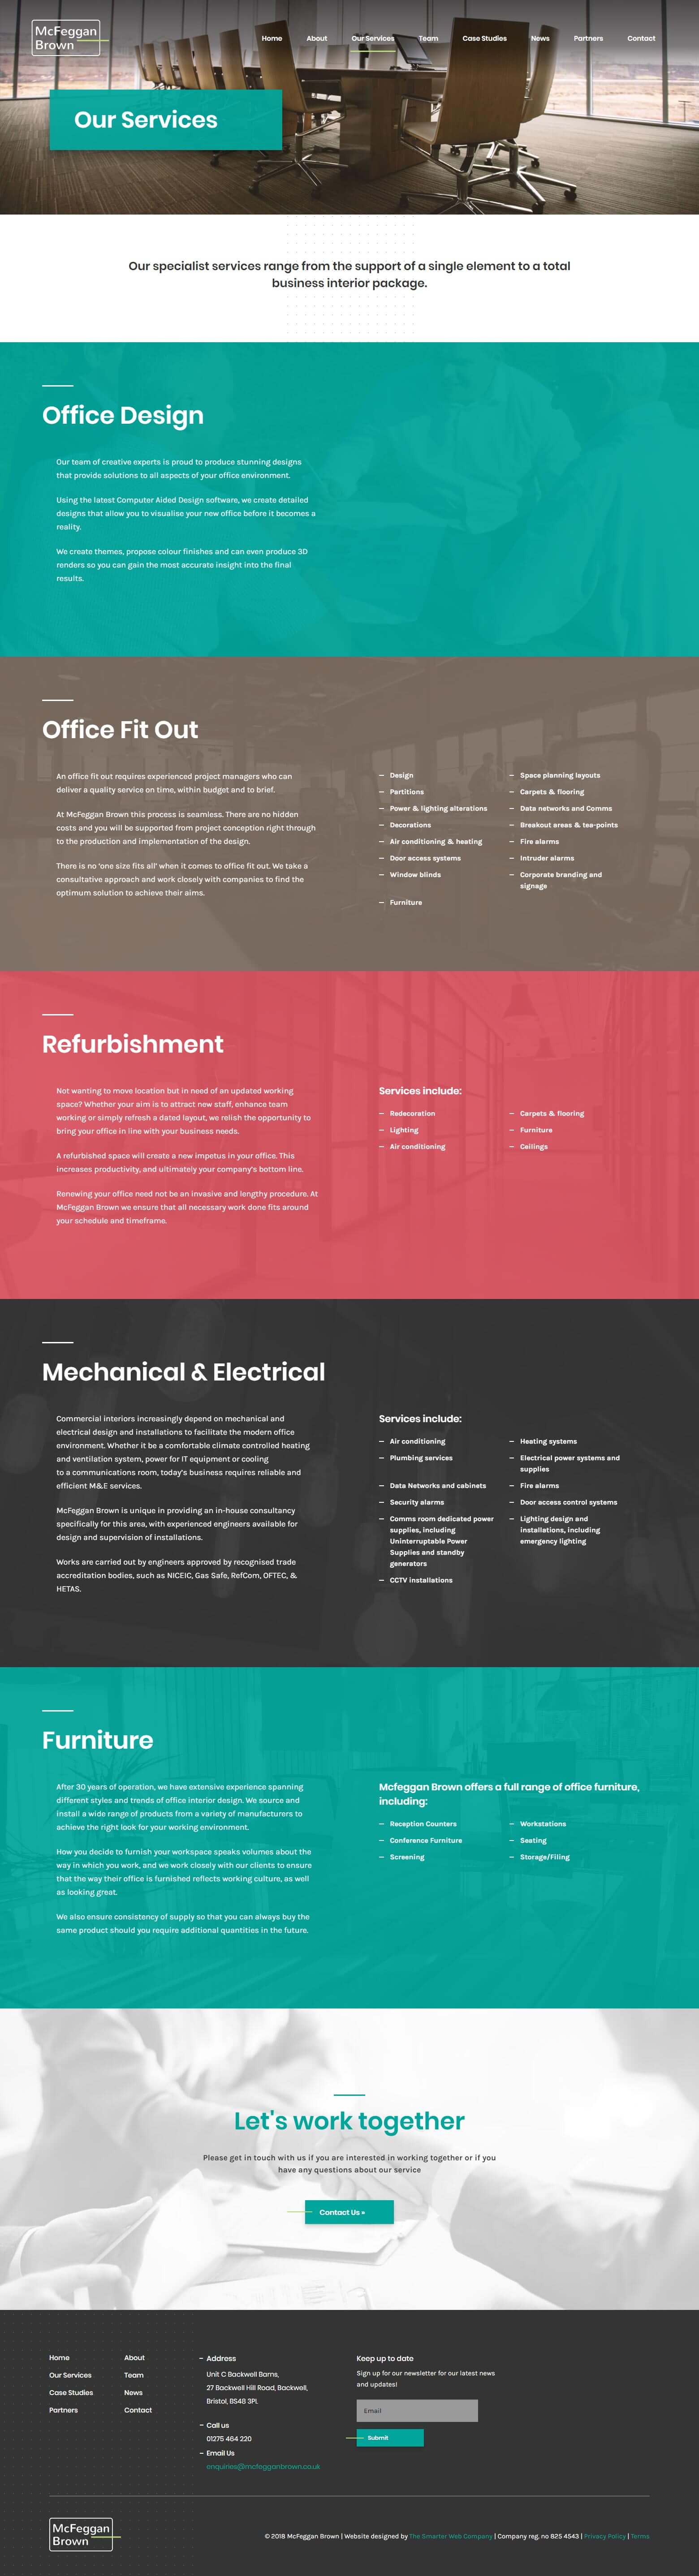 McFeggan
Brown
Home About Our Services Team Case Studies News Partners Contact
Our Services
Our specialist services range from the support of a single element to a total
business interior package.
Office Design
Our team of creative experts is proud to produce stunning designs
that provide solutions to all aspects of your office environment.
Using the latest Computer Aided Design software, we create detailed
designs that allow you to visualise your new office before it becomes a
reality.
We create themes, propose colour finishes and can even produce 3D
renders so you can gain the most accurate insight into the final
results.
Office Fit Out
An office fit out requires experienced project managers who can
deliver a quality service on time, within budget and to brief.
At McFeggan Brown this process is seamless. There are no hidden
costs and you will be supported from project conception right through
to the production and implementation of the design.
There is no 'one size fits all' when it comes to office fit out. We take a
consultative approach and work closely with companies to find the
optimum solution to achieve their aims.
– Design – Space planning layouts
– Partitions – Carpets & flooring
– Power & lighting alterations – Data networks and Comms
– Decorations – Breakout areas & tea-points
– Air conditioning & heating – Fire alarms
– Door access systems – Intruder alarms
– Window blinds – Corporate branding and
signage
– Furniture
Refurbishment
Not wanting to move location but in need of an updated working
space? Whether your aim is to attract new staff, enhance team
working or simply refresh a dated layout, we relish the opportunity to
bring your office in line with your business needs.
A refurbished space will create a new impetus in your office. This
increases productivity, and ultimately your company's bottom line.
Renewing your office need not be an invasive and lengthy procedure. At
McFeggan Brown we ensure that all necessary work done fits around
your schedule and timeframe.
Services include:
– Redecoration – Carpets & flooring
– Lighting – Furniture
– Air conditioning – Ceilings
Mechanical & Electrical
Commercial interiors increasingly depend on mechanical and
electrical design and installations to facilitate the modern office
environment. Whether it be a comfortable climate controlled heating
and ventilation system, power for IT equipment or cooling
to a communications room, today's business requires reliable and
efficient M&E services.
McFeggan Brown is unique in providing an in-house consultancy
specifically for this area, with experienced engineers available for
design and supervision of installations.
Works are carried out by engineers approved by recognised trade
accreditation bodies, such as NICEIC, Gas Safe, RefCom, OFTEC, &
HETAS.
Services include:
– Air conditioning – Heating systems
– Plumbing services – Electrical power systems and
supplies
– Data Networks and cabinets – Fire alarms
– Security alarms – Door access control systems
– Comms room dedicated power – Lighting design and
supplies, including installations, including
Uninterruptable Power emergency lighting
Supplies and standby
generators
– CCTV installations
Furniture
After 30 years of operation, we have extensive experience spanning
different styles and trends of office interior design. We source and
install a wide range of products from a variety of manufacturers to
achieve the right look for your working environment.
How you decide to furnish your workspace speaks volumes about the
way in which you work, and we work closely with our clients to ensure
that the way their office is furnished reflects working culture, as well
as looking great.
We also ensure consistency of supply so that you can always buy the
same product should you require additional quantities in the future.
Mcfeggan Brown offers a full range of office furniture,
including:
– Reception Counters – Workstations
– Conference Furniture – Seating
– Screening – Storage/Filing
Let's work together
Please get in touch with us if you are interested in working together or if you
have any questions about our service
Contact Us »
Home About
Our Services Team
Case Studies News
Partners Contact
– Address
Unit C Backwell Barns,
27 Backwell Hill Road, Backwell,
Bristol, BS48 3PL
– Call us
01275 464 220
– Email Us
enquiries@mcfegganbrown.co.uk
Keep up to date
Sign up for our newsletter for our latest news
and updates!
Email
Submit
McFeggan
Brown
© 2018 McFeggan Brown | Website designed by The Smarter Web Company | Company reg. no 825 4543 | Privacy Policy | Terms